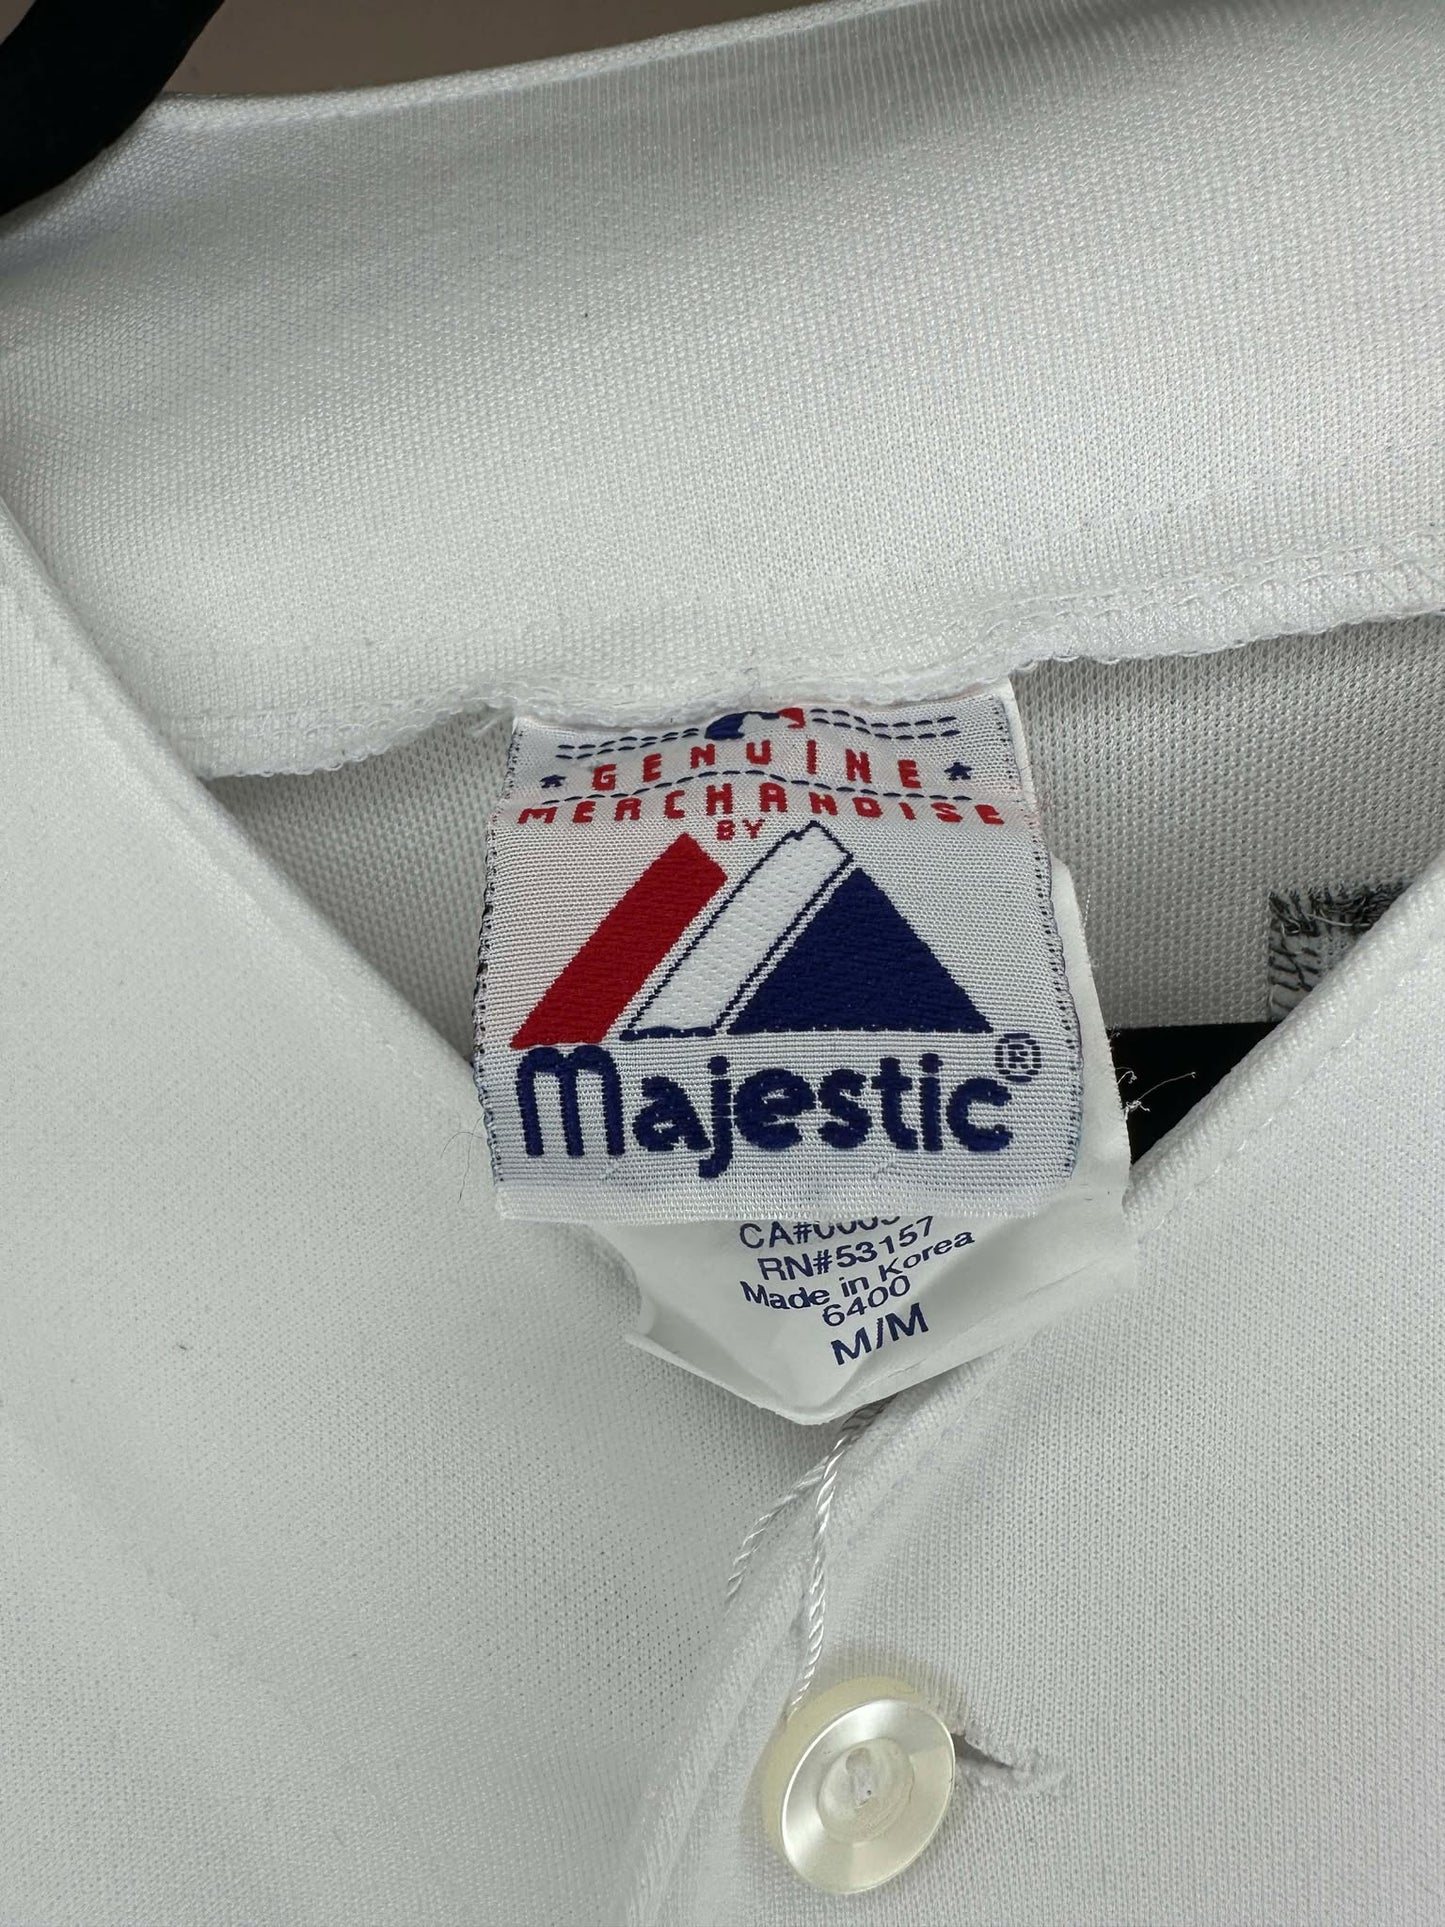 GENUINE
MERCHANDISE
BY
Majestic®
RN#53157
Made in Korea
6400
M/M